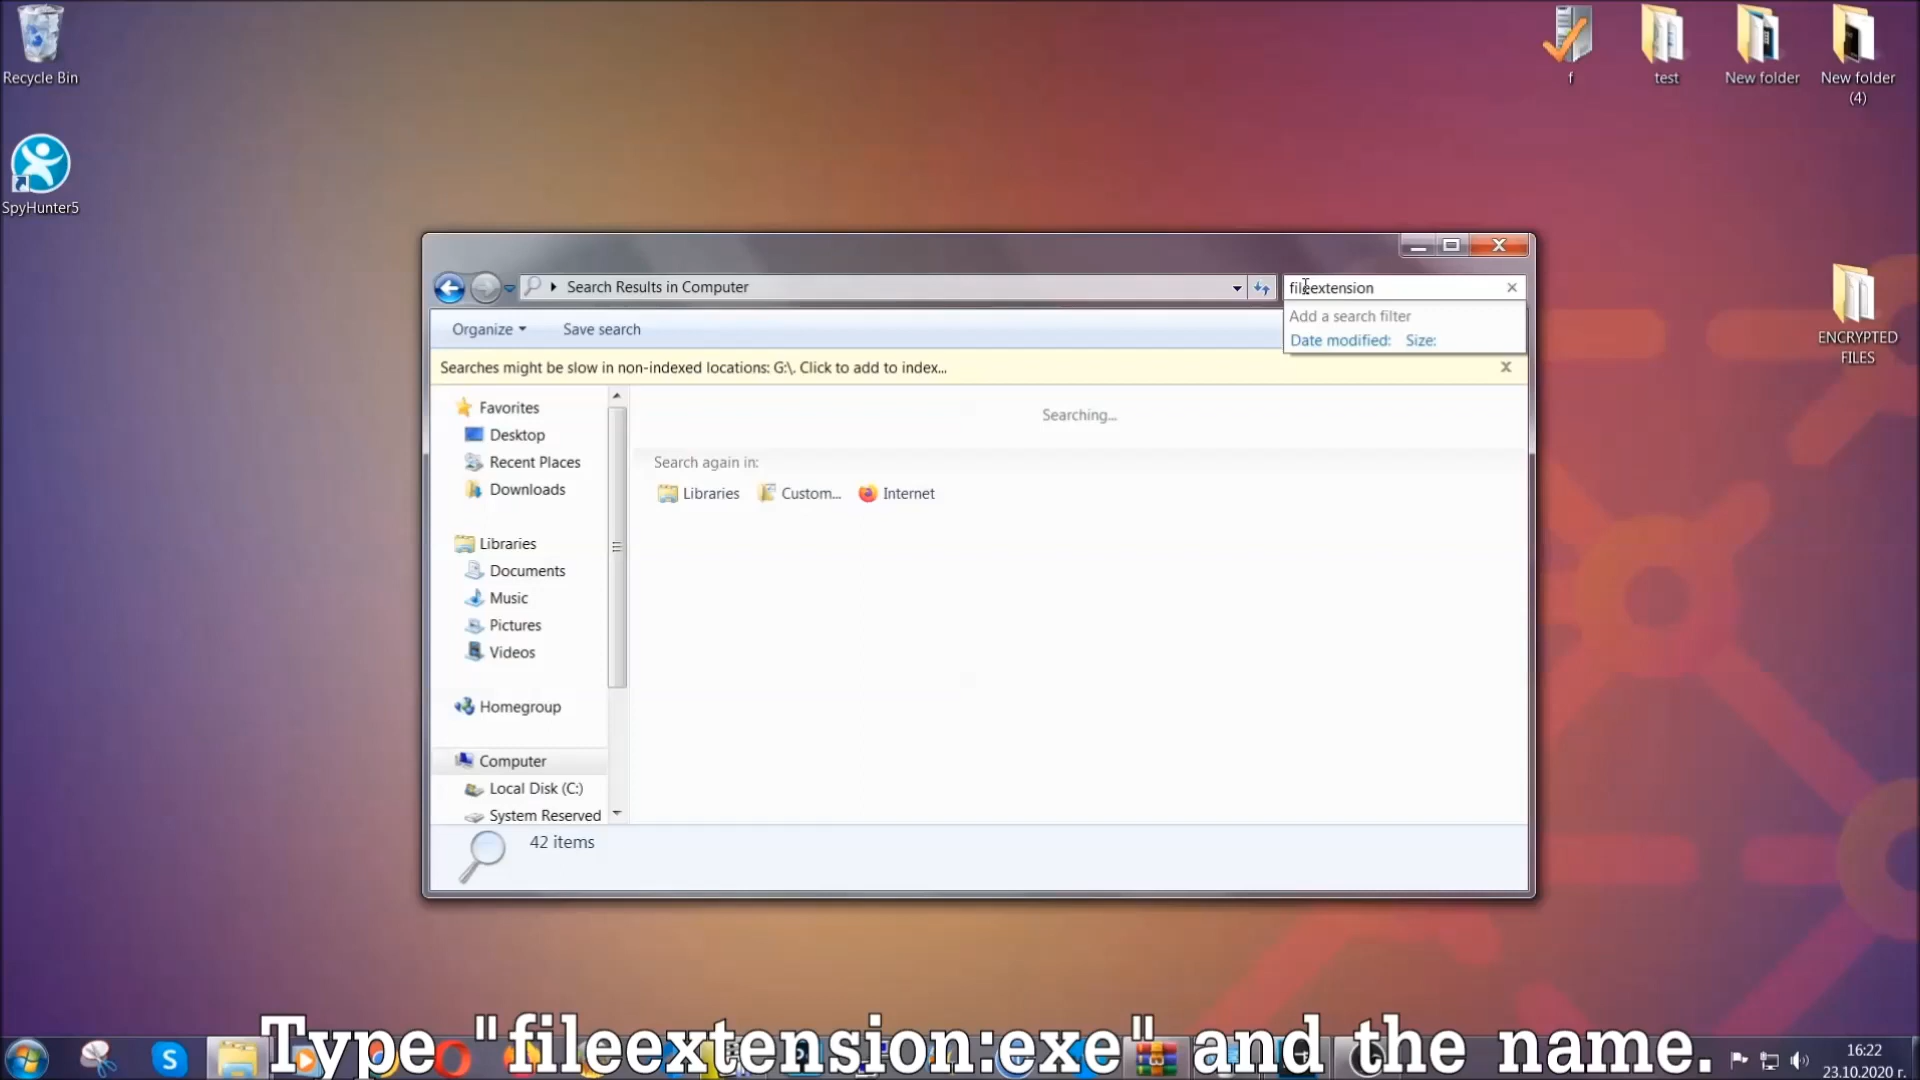 Recycle Bin
SpyHunter5
f
test
New folder
New folder
(4)
ENCRYPTED
FILES
Search Results in Computer
fileextension
Add a search filter
Date modified: Size:
Organize
Save search
Searches might be slow in non-indexed locations: G:\. Click to add to index...
Favorites
Desktop
Recent Places
Downloads
Libraries
Documents
Music
Pictures
Videos
Homegroup
Computer
Local Disk (C:)
System Reserved
Searching...
Search again in:
Libraries
Custom...
Internet
42 items
Type "fileextension:exe" and the name.
16:22
23.10.2020 г.